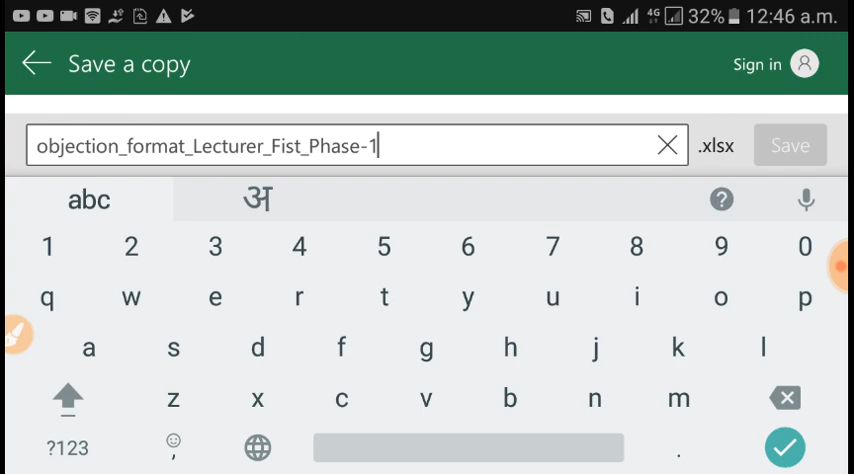 4G 32% 12:46 a.m.
Save a copy Sign in
objection_format_Lecturer_Fist_Phase-1 .xlsx Save
abc अ ?
1 2 3 4 5 6 7 8 9 0
q w e r t y u i o p
a s d f g h j k l
z x c v b n m
?123 , .